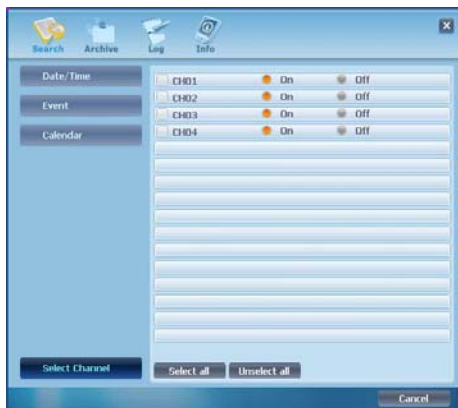 Search Archive Log Info
Date/Time
Event
Calendar
CH01 On Off
CH02 On Off
CH03 On Off
CH04 On Off
Select Channel
Select all Unselect all
Cancel